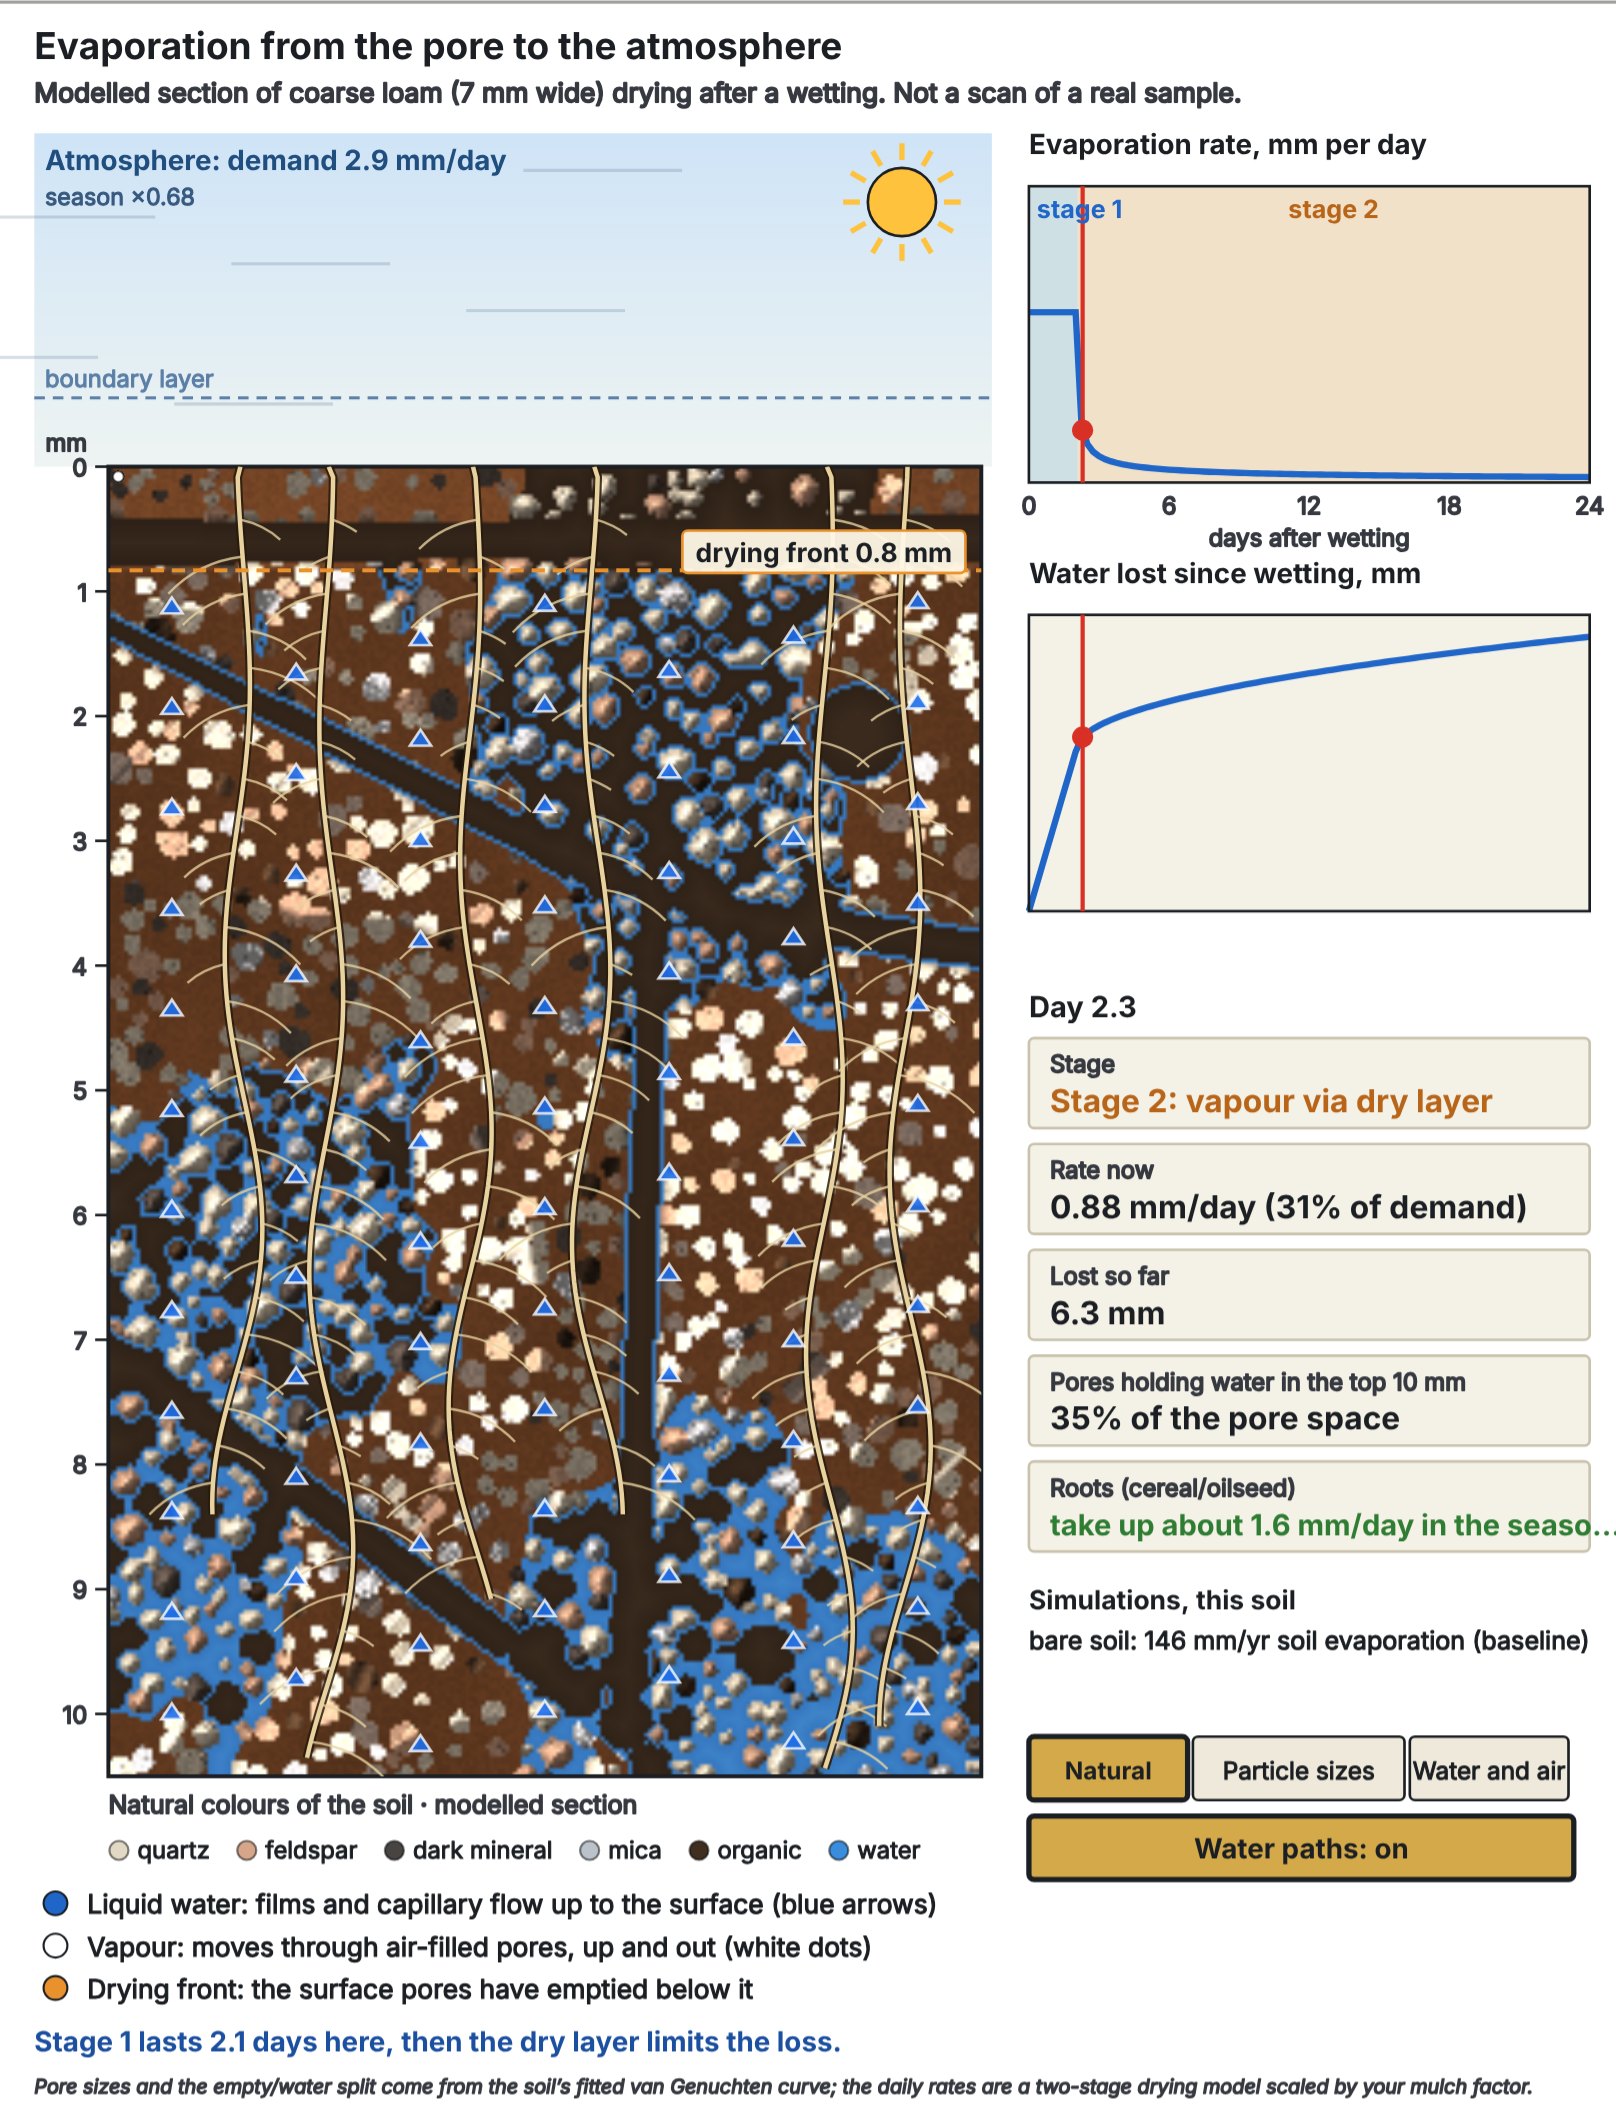 Evaporation from the pore to the atmosphere
Modelled section of coarse loam (7 mm wide) drying after a wetting. Not a scan of a real sample.
Atmosphere: demand 2.9 mm/day
season ×0.68
boundary layer
mm
0
1
2
3
4
5
6
7
8
9
10
drying front 0.8 mm
Natural colours of the soil · modelled section
quartz feldspar dark mineral mica organic water
Liquid water: films and capillary flow up to the surface (blue arrows)
Vapour: moves through air-filled pores, up and out (white dots)
Drying front: the surface pores have emptied below it
Stage 1 lasts 2.1 days here, then the dry layer limits the loss.
Pore sizes and the empty/water split come from the soil's fitted van Genuchten curve; the daily rates are a two-stage drying model scaled by your mulch factor.
Evaporation rate, mm per day
stage 1 stage 2
0 6 12 18 24
days after wetting
Water lost since wetting, mm
Day 2.3
Stage
Stage 2: vapour via dry layer
Rate now
0.88 mm/day (31% of demand)
Lost so far
6.3 mm
Pores holding water in the top 10 mm
35% of the pore space
Roots (cereal/oilseed)
take up about 1.6 mm/day in the seaso...
Simulations, this soil
bare soil: 146 mm/yr soil evaporation (baseline)
Natural Particle sizes Water and air
Water paths: on